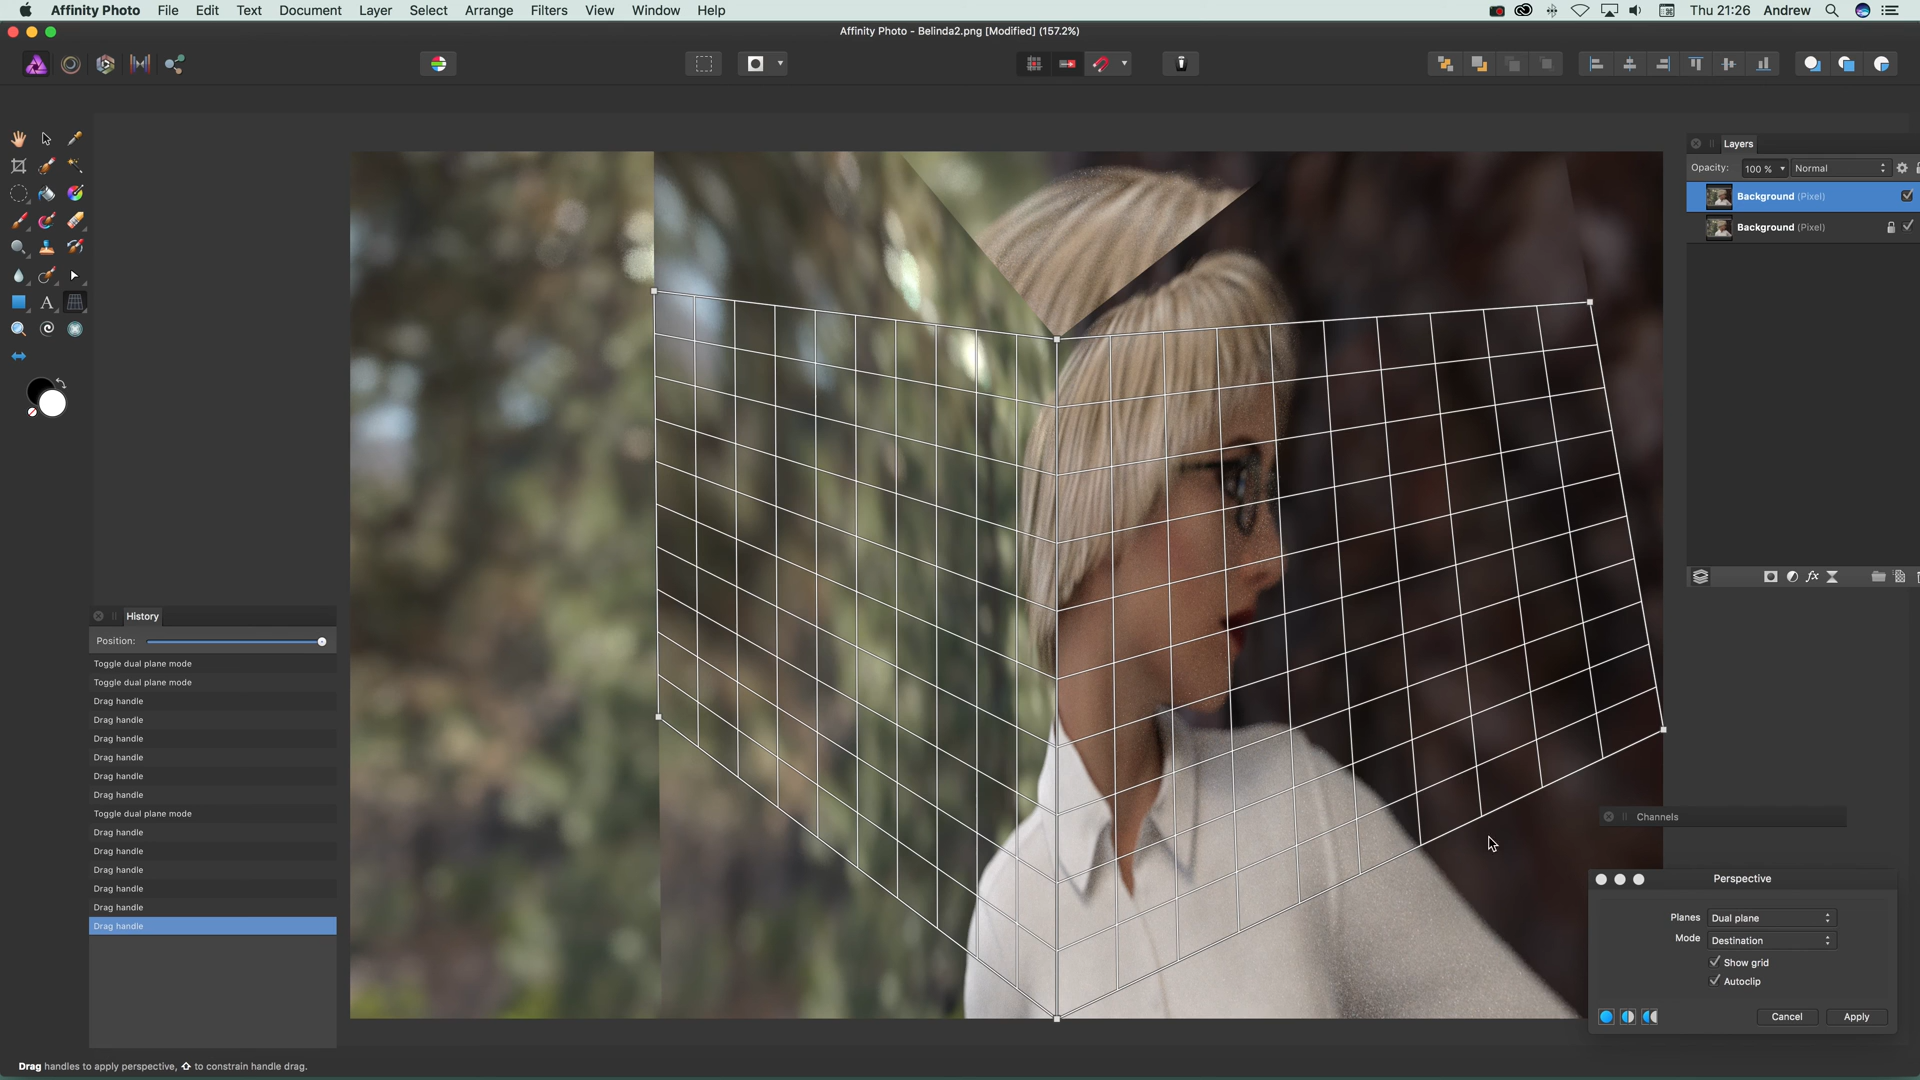 Affinity Photo File Edit Text Document Layer Select Arrange Filters View Window Help Thu 21:26 Andrew
Affinity Photo - Belinda2.png [Modified] (157.2%)
Layers
Opacity: 100 % Normal
Background (Pixel)
Background (Pixel)
fx
A
History
Position:
Toggle dual plane mode
Toggle dual plane mode
Drag handle
Drag handle
Drag handle
Drag handle
Drag handle
Drag handle
Toggle dual plane mode
Drag handle
Drag handle
Drag handle
Drag handle
Drag handle
Drag handle
Channels
Perspective
Planes Dual plane
Mode Destination
Show grid
Autoclip
Cancel Apply
Drag handles to apply perspective, ⇧ to constrain handle drag.